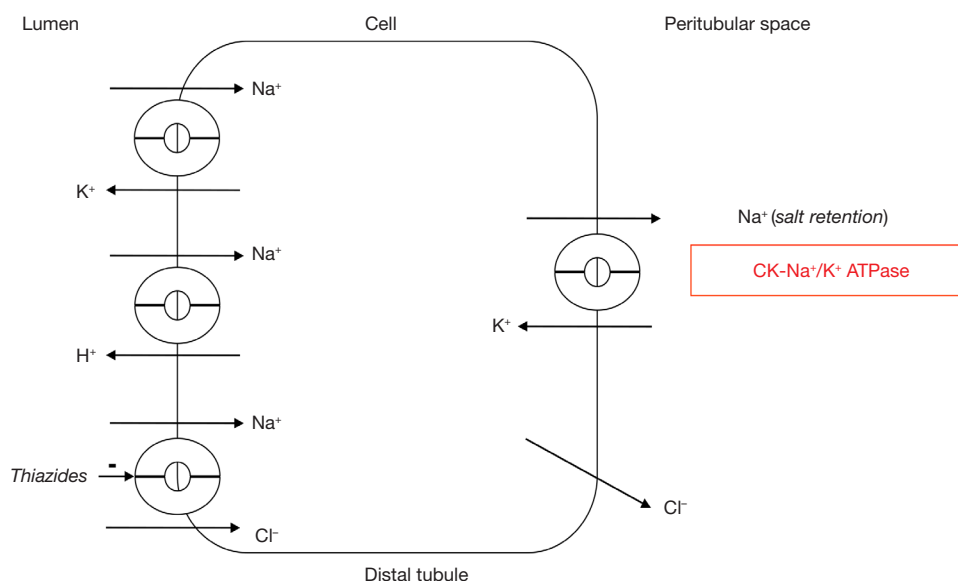 Lumen
Cell
Peritubular space
Na⁺
K⁺
Na⁺
H⁺
Na⁺
Thiazides
-
Cl⁻
Na⁺ (salt retention)
CK-Na⁺/K⁺ ATPase
K⁺
Cl⁻
Distal tubule